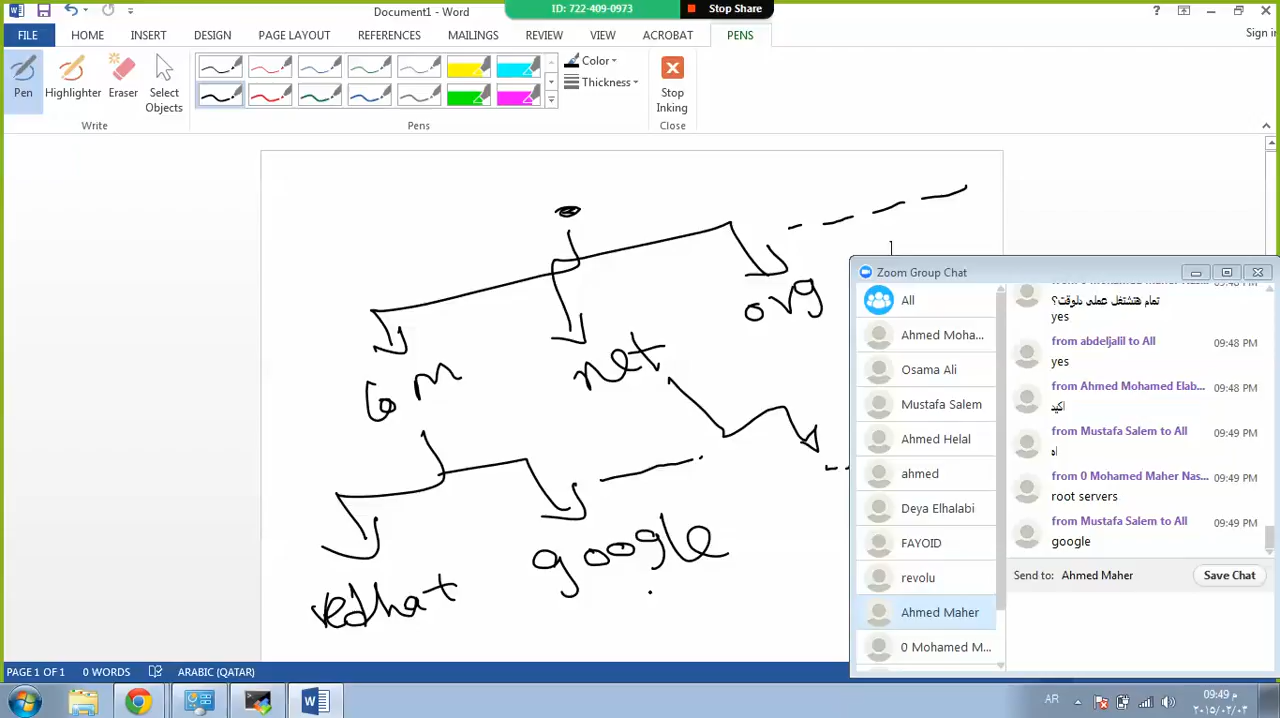 Document1 - Word
ID: 722-409-0973
Stop Share
?
FILE
HOME
INSERT
DESIGN
PAGE LAYOUT
REFERENCES
MAILINGS
REVIEW
VIEW
ACROBAT
PENS
Sign in
Pen
Highlighter
Eraser
Select Objects
Color
Thickness
Stop Inking
Write
Pens
Close
org
net
com
google
redhat
Zoom Group Chat
All
Ahmed Moha...
Osama Ali
Mustafa Salem
Ahmed Helal
ahmed
Deya Elhalabi
FAYOID
revolu
Ahmed Maher
0 Mohamed M...
تمام هنشتغل عملى دلوقت؟
yes
from abdeljalil to All 09:48 PM
yes
from Ahmed Mohamed Elab... 09:48 PM
اكيد
from Mustafa Salem to All 09:49 PM
اه
from 0 Mohamed Maher Nas... 09:49 PM
root servers
from Mustafa Salem to All 09:49 PM
google
Send to: Ahmed Maher
Save Chat
PAGE 1 OF 1
0 WORDS
ARABIC (QATAR)
AR
09:49 م
٢٠١٥/٠٢/٠٣